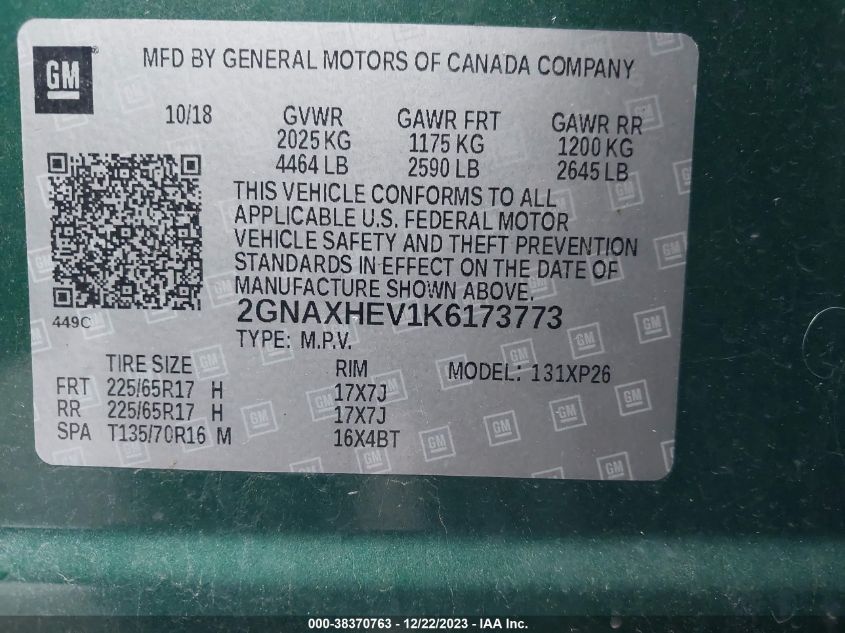 GM
MFD BY GENERAL MOTORS OF CANADA COMPANY
10/18 GVWR GAWR FRT GAWR RR
2025 KG 1175 KG 1200 KG
4464 LB 2590 LB 2645 LB
THIS VEHICLE CONFORMS TO ALL
APPLICABLE U.S. FEDERAL MOTOR
VEHICLE SAFETY AND THEFT PREVENTION
STANDARDS IN EFFECT ON THE DATE OF
MANUFACTURE SHOWN ABOVE.
449C
2GNAXHEV1K6173773
TYPE: M.P.V.
TIRE SIZE RIM MODEL: 131XP26
FRT 225/65R17 H 17X7J
RR 225/65R17 H 17X7J
SPA T135/70R16 M 16X4BT
000-38370763 - 12/22/2023 - IAA Inc.